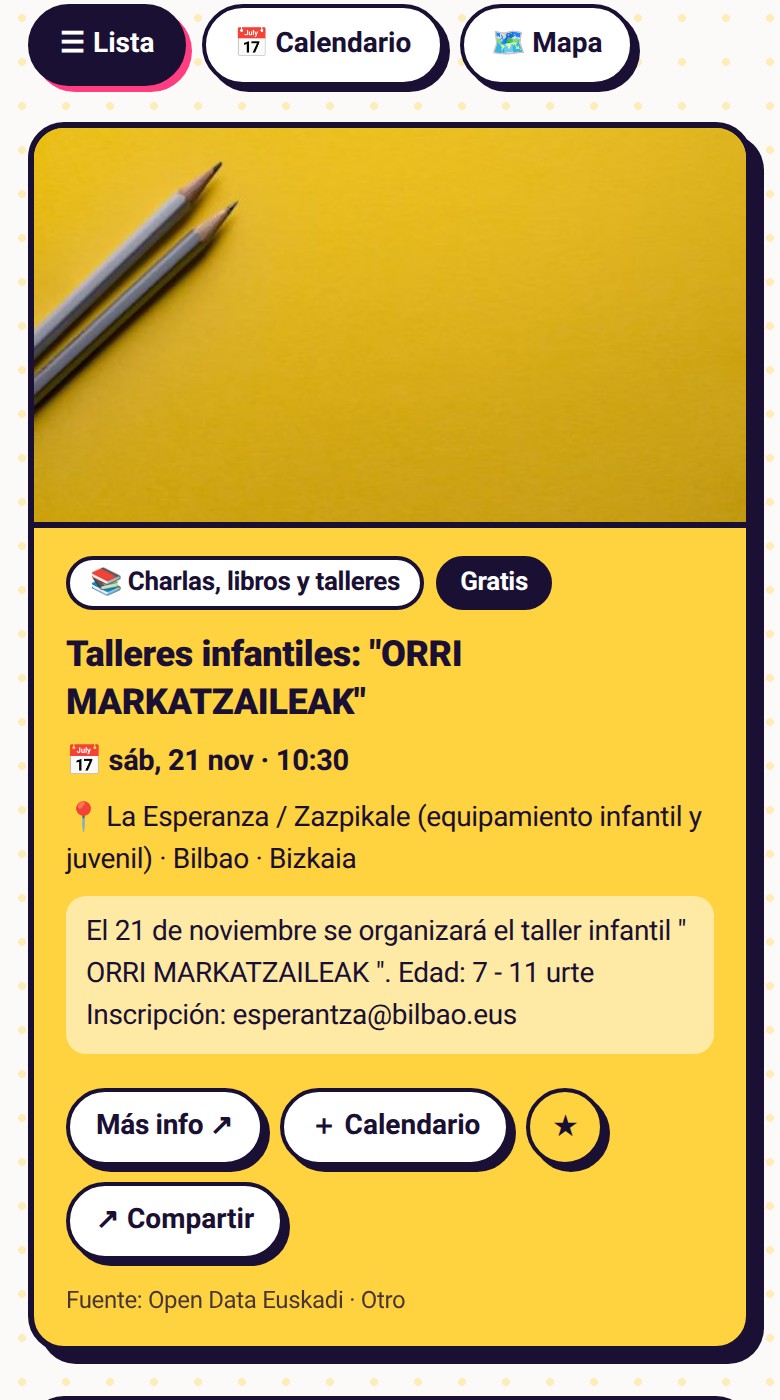 ☰ Lista
📅 Calendario
🗺️ Mapa
📚 Charlas, libros y talleres
Gratis
Talleres infantiles: "ORRI
MARKATZAILEAK"
📅 sáb, 21 nov · 10:30
📍 La Esperanza / Zazpikale (equipamiento infantil y
juvenil) · Bilbao · Bizkaia
El 21 de noviembre se organizará el taller infantil "
ORRI MARKATZAILEAK ". Edad: 7 - 11 urte
Inscripción: esperantza@bilbao.eus
Más info ↗
+ Calendario
★
↗ Compartir
Fuente: Open Data Euskadi · Otro